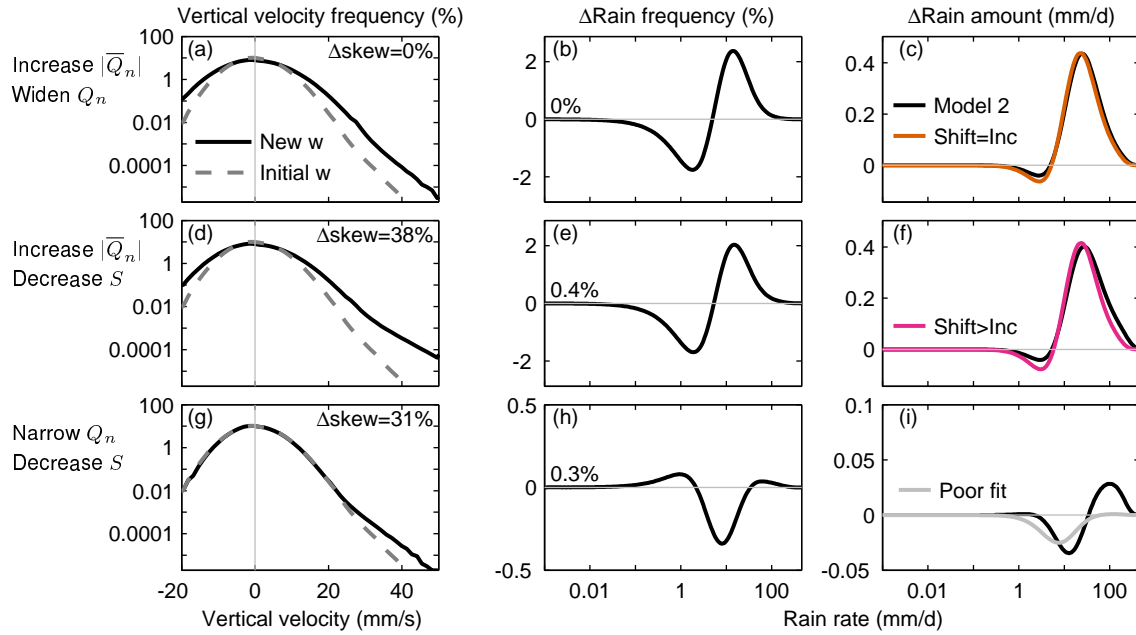 Vertical velocity frequency (%)
ΔRain frequency (%)
ΔRain amount (mm/d)
Increase |Q̅n|
Widen Qn
100
1
0.01
0.0001
(a)
Δskew=0%
New w
Initial w
2
0
-2
(b)
0%
0.4
0.2
0
(c)
Model 2
Shift=Inc
Increase |Q̅n|
Decrease S
100
1
0.01
0.0001
(d)
Δskew=38%
2
0
-2
(e)
0.4%
0.4
0.2
0
(f)
Shift>Inc
Narrow Qn
Decrease S
100
1
0.01
0.0001
(g)
Δskew=31%
-20 0 20 40
Vertical velocity (mm/s)
0.5
0
-0.5
(h)
0.3%
0.01 1 100
0.1
0.05
0
-0.05
(i)
Poor fit
0.01 1 100
Rain rate (mm/d)